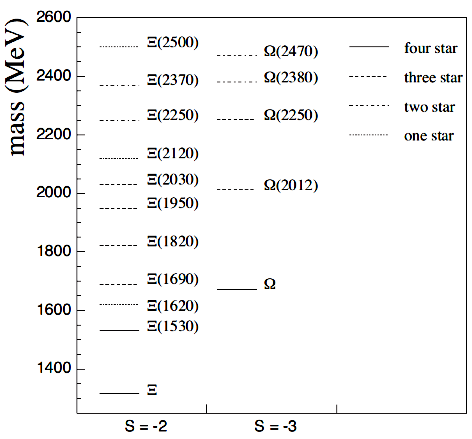 mass (MeV)
2600
2400
2200
2000
1800
1600
1400
Ξ(2500)
Ξ(2370)
Ξ(2250)
Ξ(2120)
Ξ(2030)
Ξ(1950)
Ξ(1820)
Ξ(1690)
Ξ(1620)
Ξ(1530)
Ξ
Ω(2470)
Ω(2380)
Ω(2250)
Ω(2012)
Ω
four star
three star
two star
one star
S = -2
S = -3